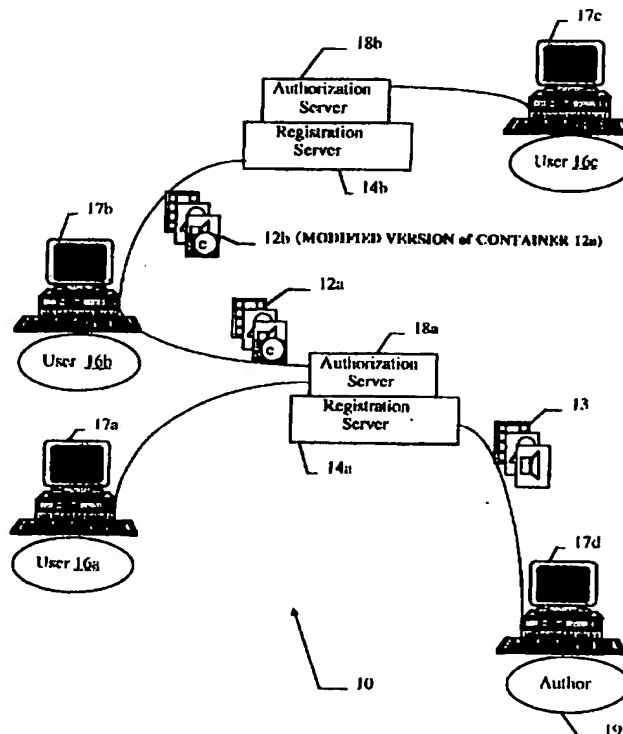 18b
17c
Authorization
Server
Registration
Server
User 16c
14b
17b
12b (MODIFIED VERSION of CONTAINER 12a)
c
12a
User 16b
c
18a
Authorization
Server
17a
Registration
Server
13
14a
User 16a
17d
10
Author
19